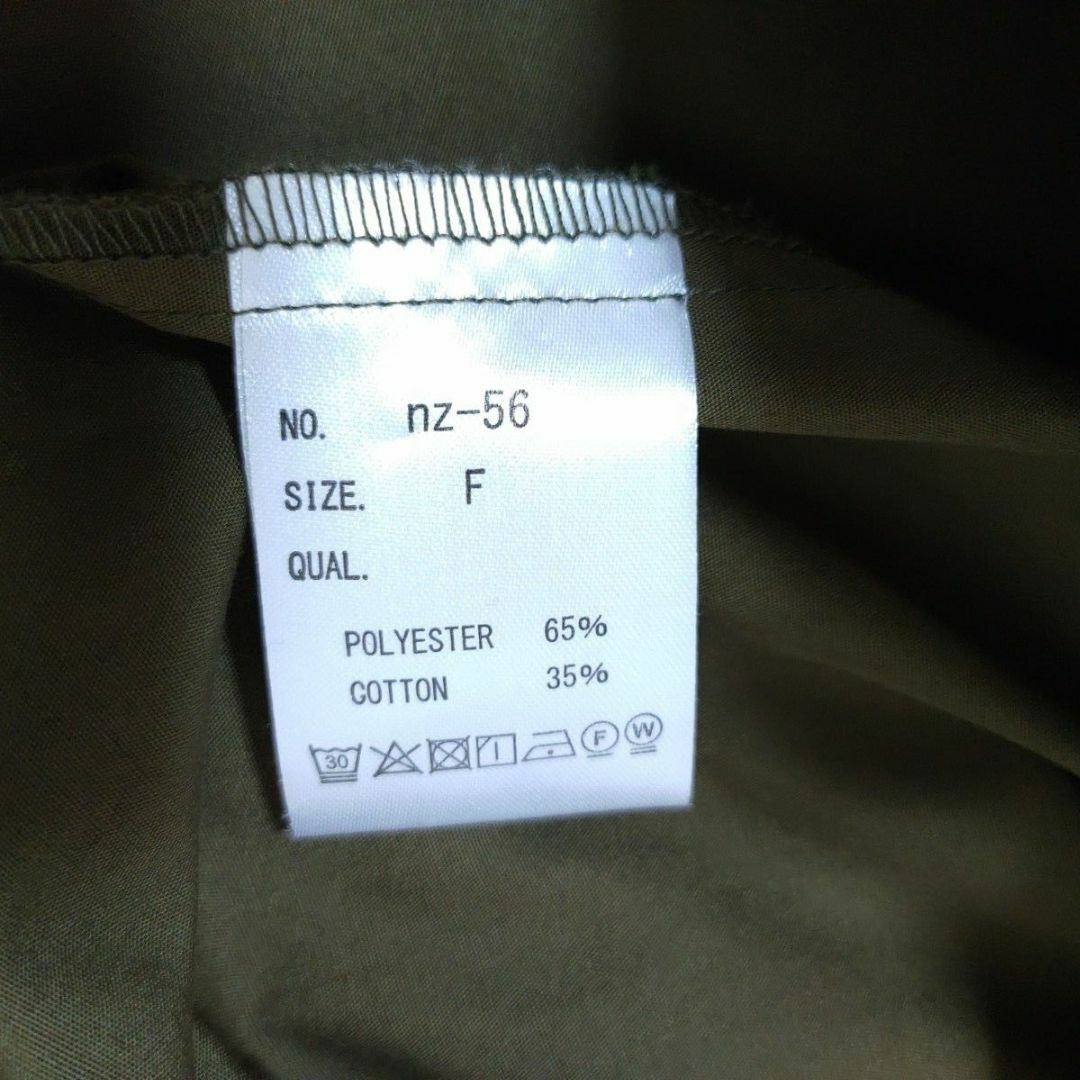 NO. nz-56
SIZE. F
QUAL.
POLYESTER 65%
COTTON 35%
30 F W